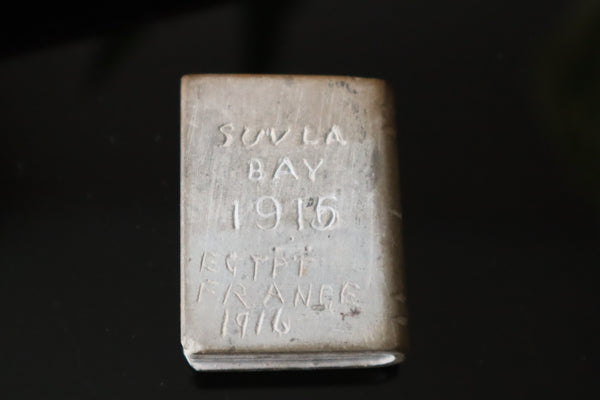 SUVLA
BAY
1915
EGYPT
FRANCE
1916